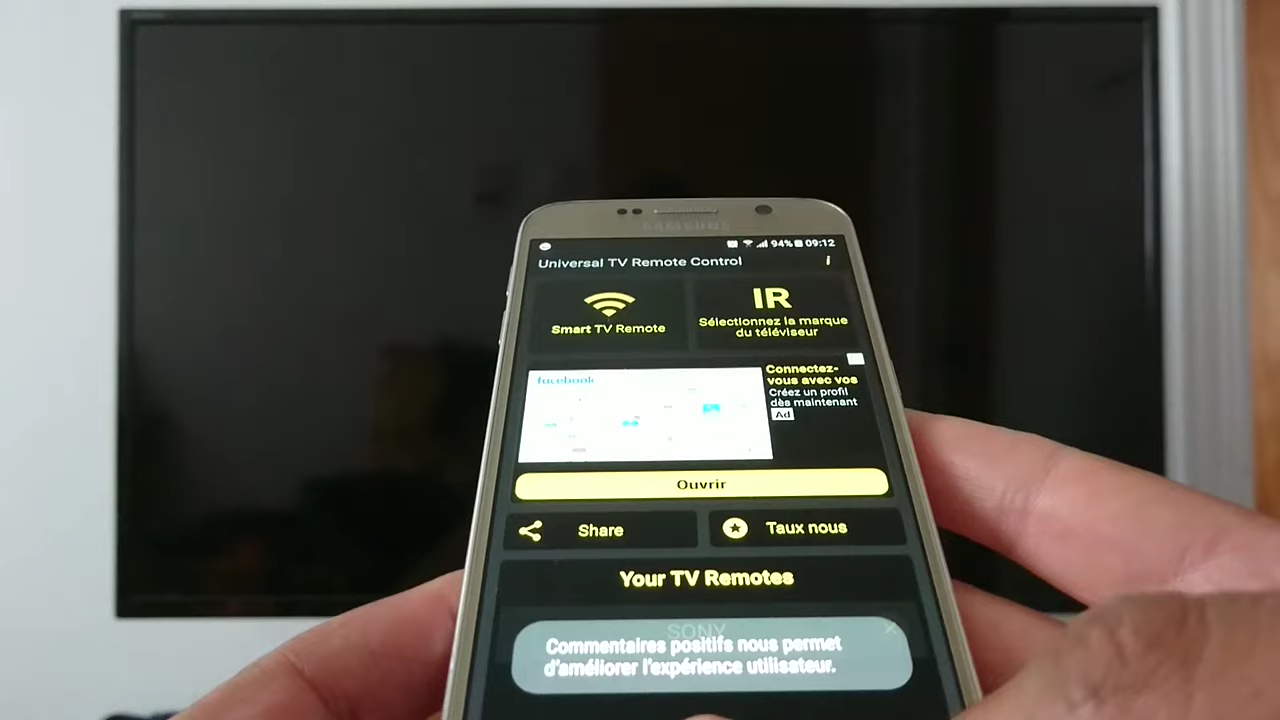 SAMSUNG
94% 09:12
Universal TV Remote Control
i
Smart TV Remote
IR
Sélectionnez la marque
du téléviseur
facebook
Connectez-
vous avec vos
Créez un profil
dès maintenant
Ad
Ouvrir
Share
Taux nous
Your TV Remotes
SONY
Commentaires positifs nous permet
d'améliorer l'expérience utilisateur.